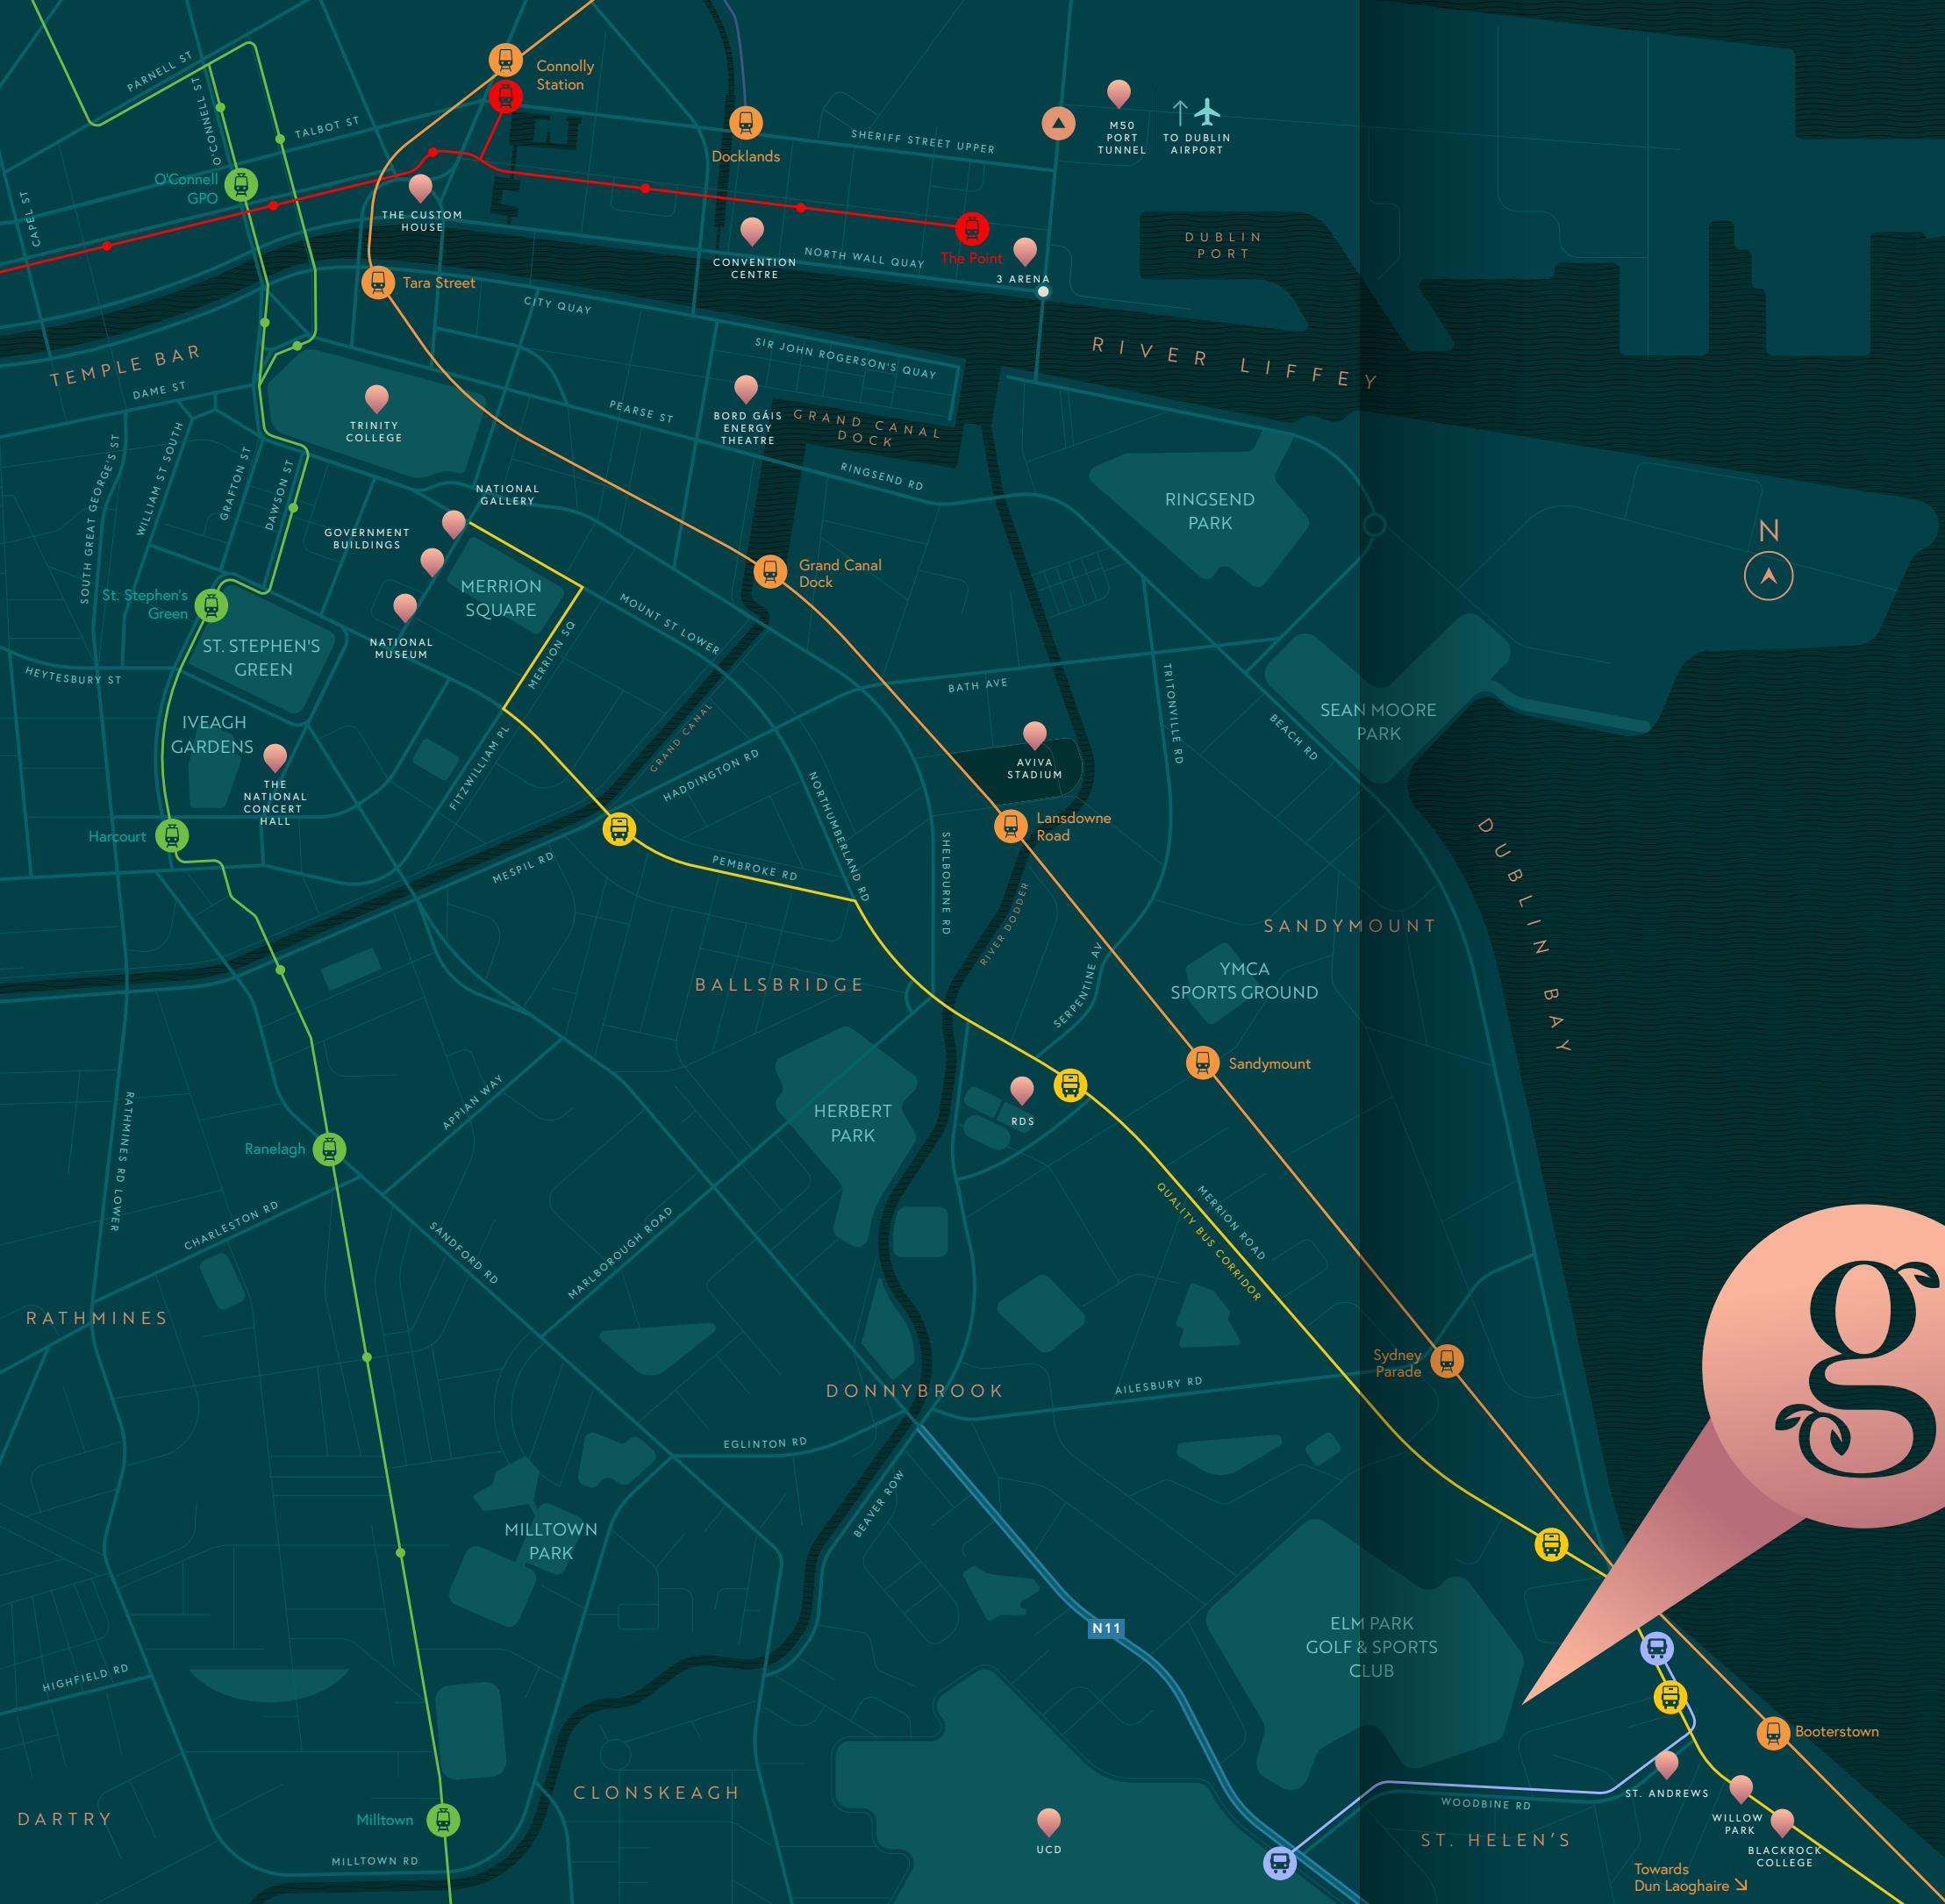 PARNELL ST
O'CONNELL ST
TALBOT ST
CAPEL ST
O'Connell
GPO
Connolly
Station
Docklands
SHERIFF STREET UPPER
M50
PORT
TUNNEL
TO DUBLIN
AIRPORT
THE CUSTOM
HOUSE
CONVENTION
CENTRE
NORTH WALL QUAY
The Point
3 ARENA
DUBLIN
PORT
Tara Street
CITY QUAY
SIR JOHN ROGERSON'S QUAY
RIVER LIFFEY
TEMPLE BAR
DAME ST
TRINITY
COLLEGE
PEARSE ST
BORD GÁIS
ENERGY
THEATRE
GRAND CANAL
DOCK
RINGSEND RD
SOUTH GREAT GEORGE'S ST
WILLIAM ST SOUTH
GRAFTON ST
DAWSON ST
NATIONAL
GALLERY
GOVERNMENT
BUILDINGS
RINGSEND
PARK
N
MERRION
SQUARE
Grand Canal
Dock
St. Stephen's
Green
NATIONAL
MUSEUM
MOUNT ST LOWER
MERRION SQ
ST. STEPHEN'S
GREEN
HEYTESBURY ST
BATH AVE
TRITONVILLE RD
BEACH RD
SEAN MOORE
PARK
IVEAGH
GARDENS
THE
NATIONAL
CONCERT
HALL
FITZWILLIAM PL
GRAND CANAL
HADDINGTON RD
NORTHUMBERLAND RD
AVIVA
STADIUM
Harcourt
Lansdowne
Road
MESPIL RD
PEMBROKE RD
SHELBOURNE RD
RIVER DODDER
DUBLIN BAY
SANDYMOUNT
BALLSBRIDGE
SERPENTINE AV
YMCA
SPORTS GROUND
Sandymount
RDS
HERBERT
PARK
RATHMINES RD LOWER
APPIAN WAY
Ranelagh
CHARLESTON RD
SANDFORD RD
MARLBOROUGH ROAD
MERRION ROAD
QUALITY BUS CORRIDOR
g
RATHMINES
Sydney
Parade
DONNYBROOK
AILESBURY RD
EGLINTON RD
BEAVER ROW
MILLTOWN
PARK
N11
ELM PARK
GOLF & SPORTS
CLUB
HIGHFIELD RD
Booterstown
CLONSKEAGH
DARTRY
Milltown
MILLTOWN RD
UCD
WOODBINE RD
ST. ANDREWS
WILLOW
PARK
BLACKROCK
COLLEGE
ST. HELEN'S
Towards
Dun Laoghaire